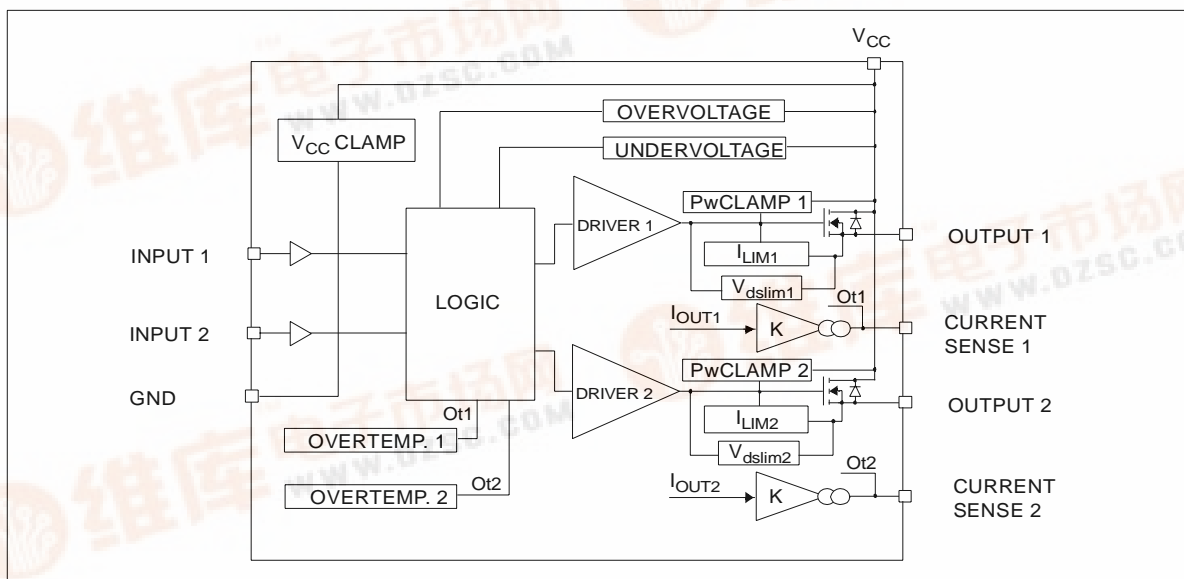 V_CC
OVERVOLTAGE
V_CC CLAMP
UNDERVOLTAGE
PwCLAMP 1
DRIVER 1
OUTPUT 1
INPUT 1
I_LIM1
V_dslim1
LOGIC
Ot1
I_OUT1
K
INPUT 2
CURRENT
SENSE 1
PwCLAMP 2
GND
DRIVER 2
OUTPUT 2
Ot1
I_LIM2
OVERTEMP. 1
V_dslim2
Ot2
Ot2
I_OUT2
K
OVERTEMP. 2
CURRENT
SENSE 2
维库电子市场网
WWW.DZSC.COM